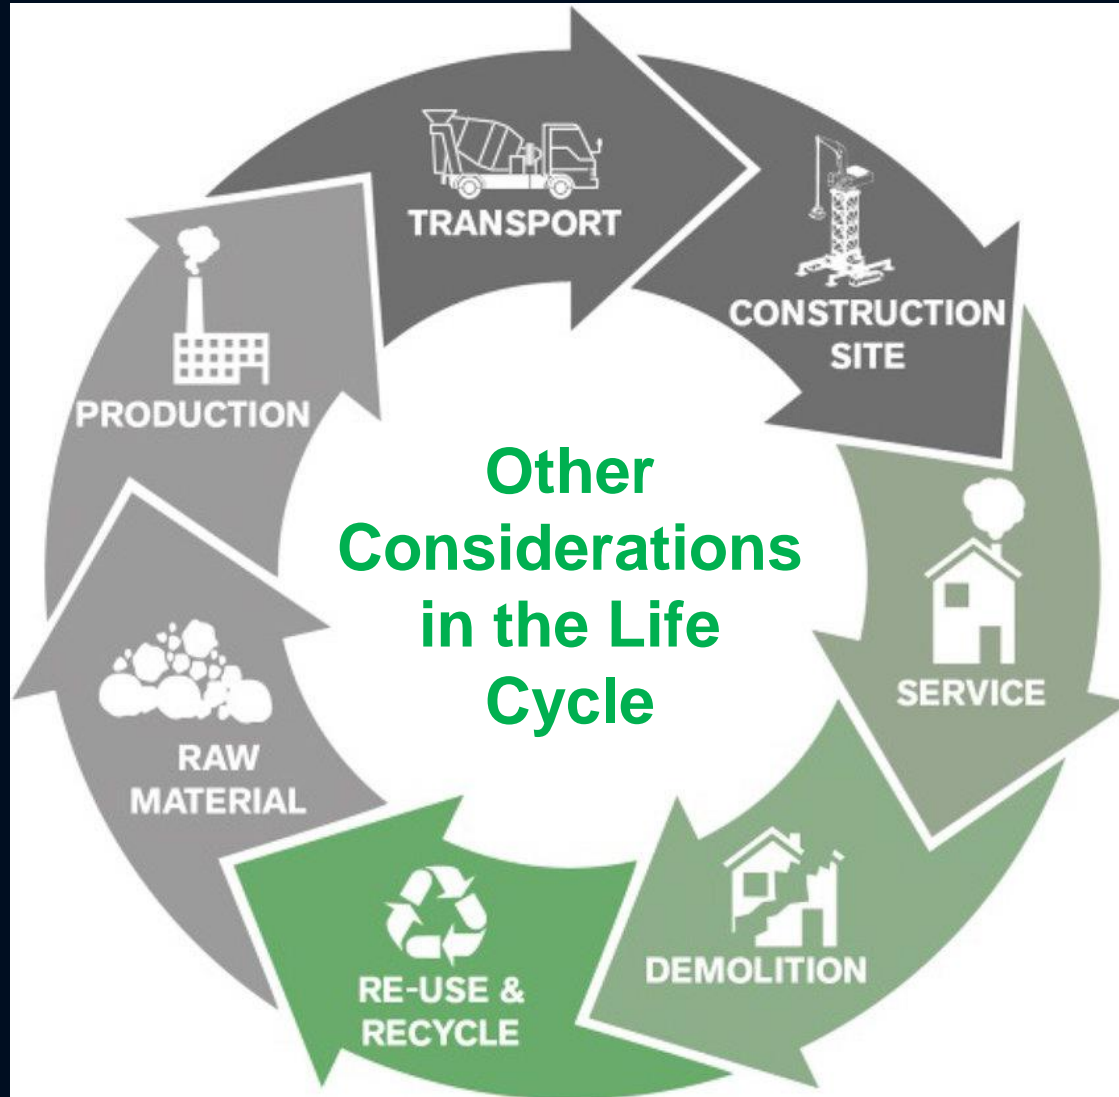 TRANSPORT
CONSTRUCTION
SITE
PRODUCTION
Other
Considerations
in the Life
Cycle
SERVICE
RAW
MATERIAL
DEMOLITION
RE-USE &
RECYCLE